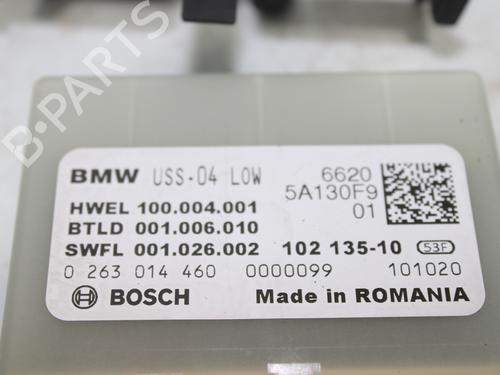 B-PARTS
BMW USS-04 LOW 6620
5A130F9
HWEL 100.004.001 01
BTLD 001.006.010
SWFL 001.026.002 102 135-10 53F
0 263 014 460 0000099 101020
BOSCH Made in ROMANIA